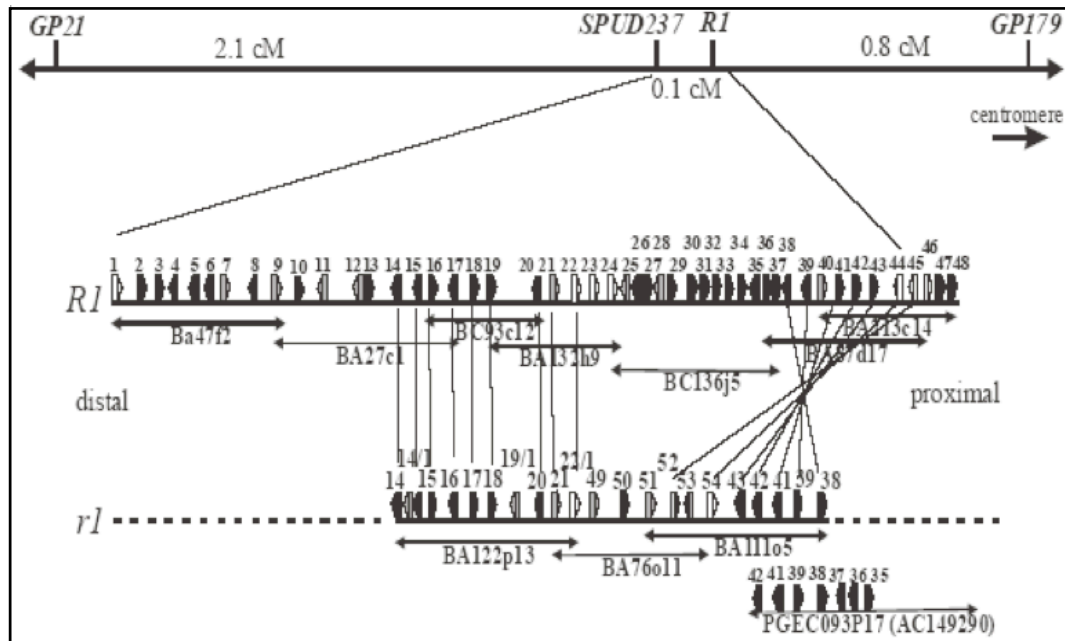 GP21 SPUD237 R1 GP179
2.1 cM 0.8 cM
0.1 cM
centromere
46
26 28 30 32 34 36 38
1 2 3 4 5 6 7 8 9 10 11 12 13 14 15 16 17 18 19 20 21 22 23 24 25 27 29 31 33 35 37 39 40 41 42 43 44 45 47 48
R1
Ba47f2 BC93c12
BA27c1 BA132h9
BC136j5
distal proximal
14/1 19/1 22/1 52
14 15 16 17 18 20 21 49 50 51 53 54 43 42 41 39 38
r1
BA122p13 BA76o11 BA111o5
42 41 39 38 37 36 35
PGEC093P17 (AC149290)